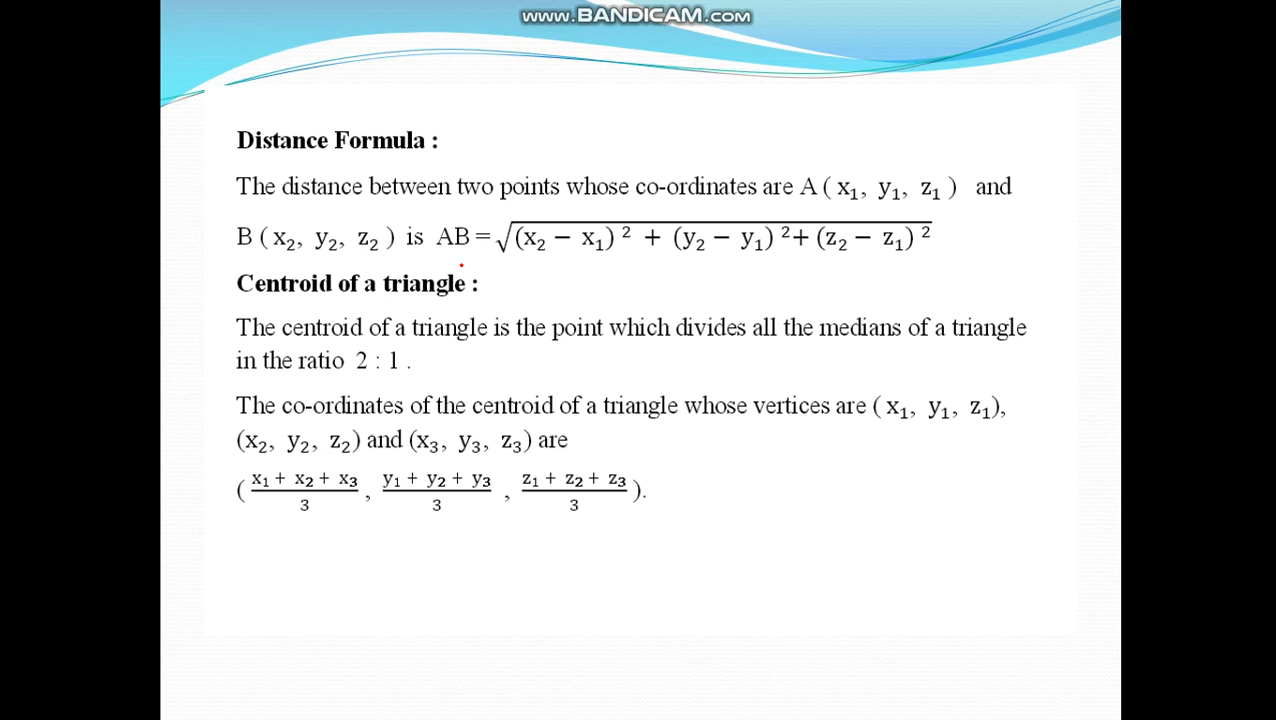 www.BANDICAM.com
Distance Formula :
The distance between two points whose co-ordinates are A ( x₁, y₁, z₁ ) and
B ( x₂, y₂, z₂ ) is AB = √(x₂ − x₁) ² + (y₂ − y₁) ²+ (z₂ − z₁) ²
Centroid of a triangle :
The centroid of a triangle is the point which divides all the medians of a triangle
in the ratio 2 : 1 .
The co-ordinates of the centroid of a triangle whose vertices are ( x₁, y₁, z₁),
(x₂, y₂, z₂) and (x₃, y₃, z₃) are
( x₁ + x₂ + x₃/3 , y₁ + y₂ + y₃/3 , z₁ + z₂ + z₃/3 ).